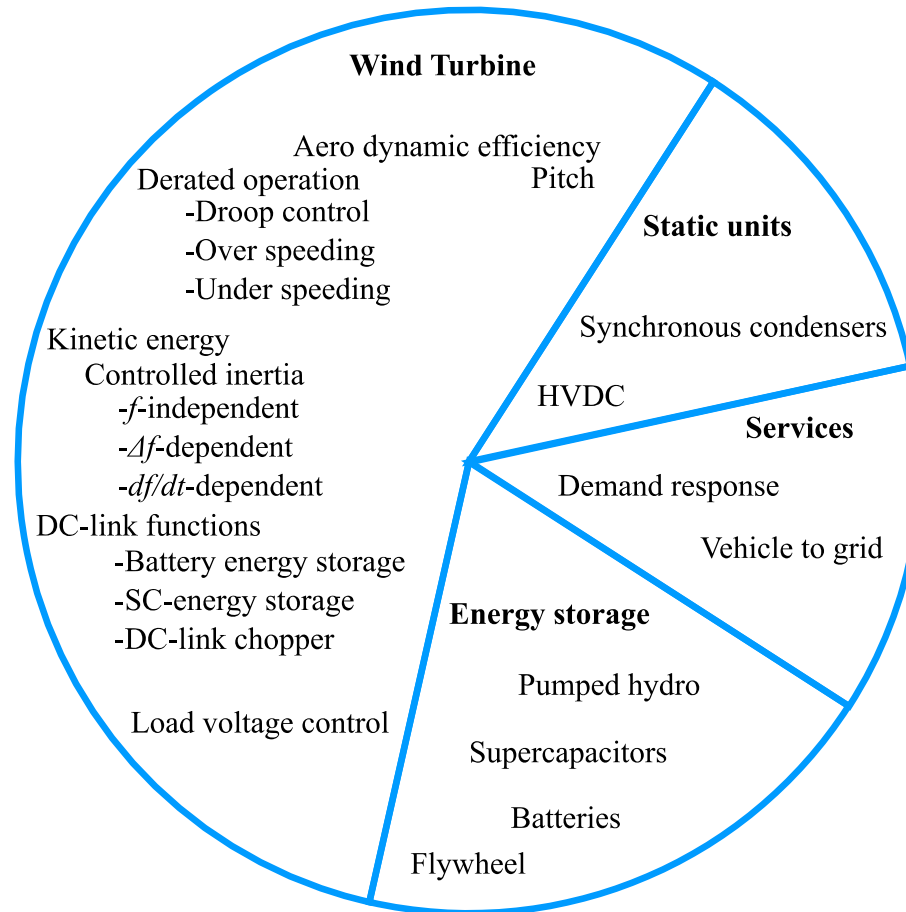 Wind Turbine
Aero dynamic efficiency
Pitch
Derated operation
-Droop control
-Over speeding
-Under speeding
Kinetic energy
Controlled inertia
-f-independent
-Δf-dependent
-df/dt-dependent
DC-link functions
-Battery energy storage
-SC-energy storage
-DC-link chopper
Load voltage control
Static units
Synchronous condensers
HVDC
Services
Demand response
Vehicle to grid
Energy storage
Pumped hydro
Supercapacitors
Batteries
Flywheel